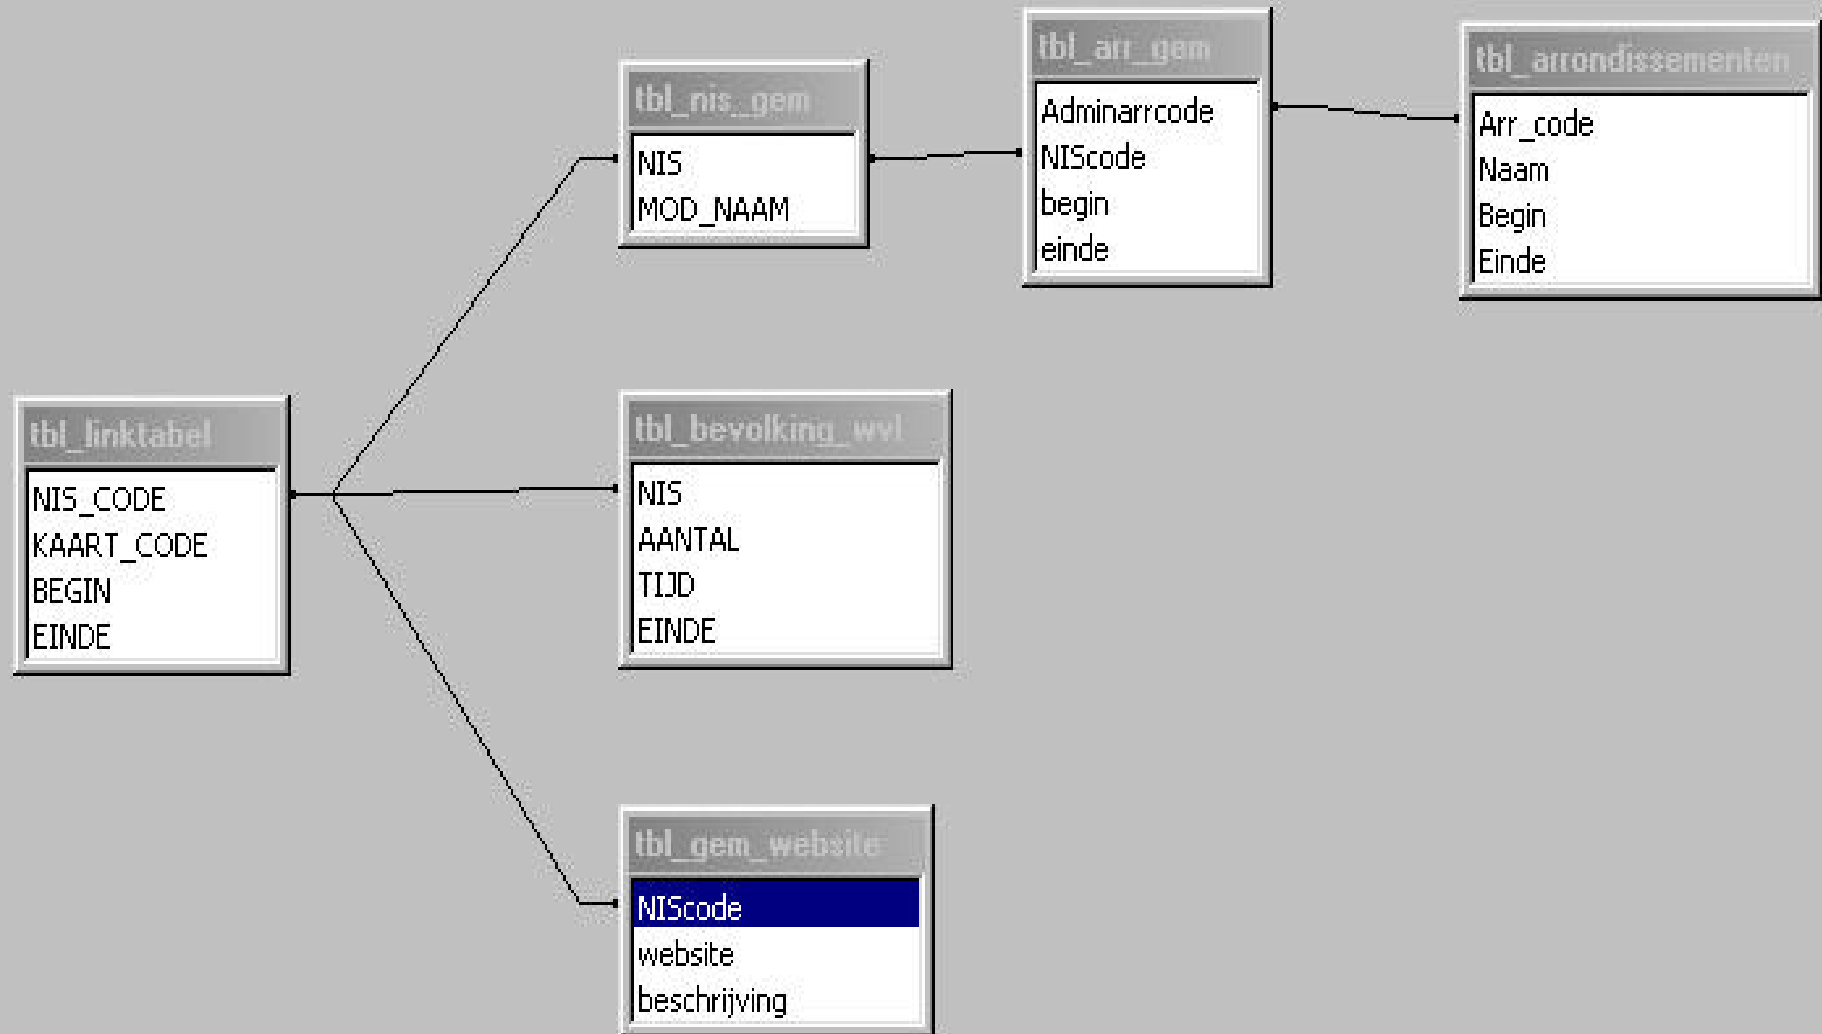 tbl_linktabel
NIS_CODE
KAART_CODE
BEGIN
EINDE
tbl_nis_gem
NIS
MOD_NAAM
tbl_arr_gem
Adminarrcode
NIScode
begin
einde
tbl_arrondissementen
Arr_code
Naam
Begin
Einde
tbl_bevolking_wvl
NIS
AANTAL
TIJD
EINDE
tbl_gem_website
NIScode
website
beschrijving